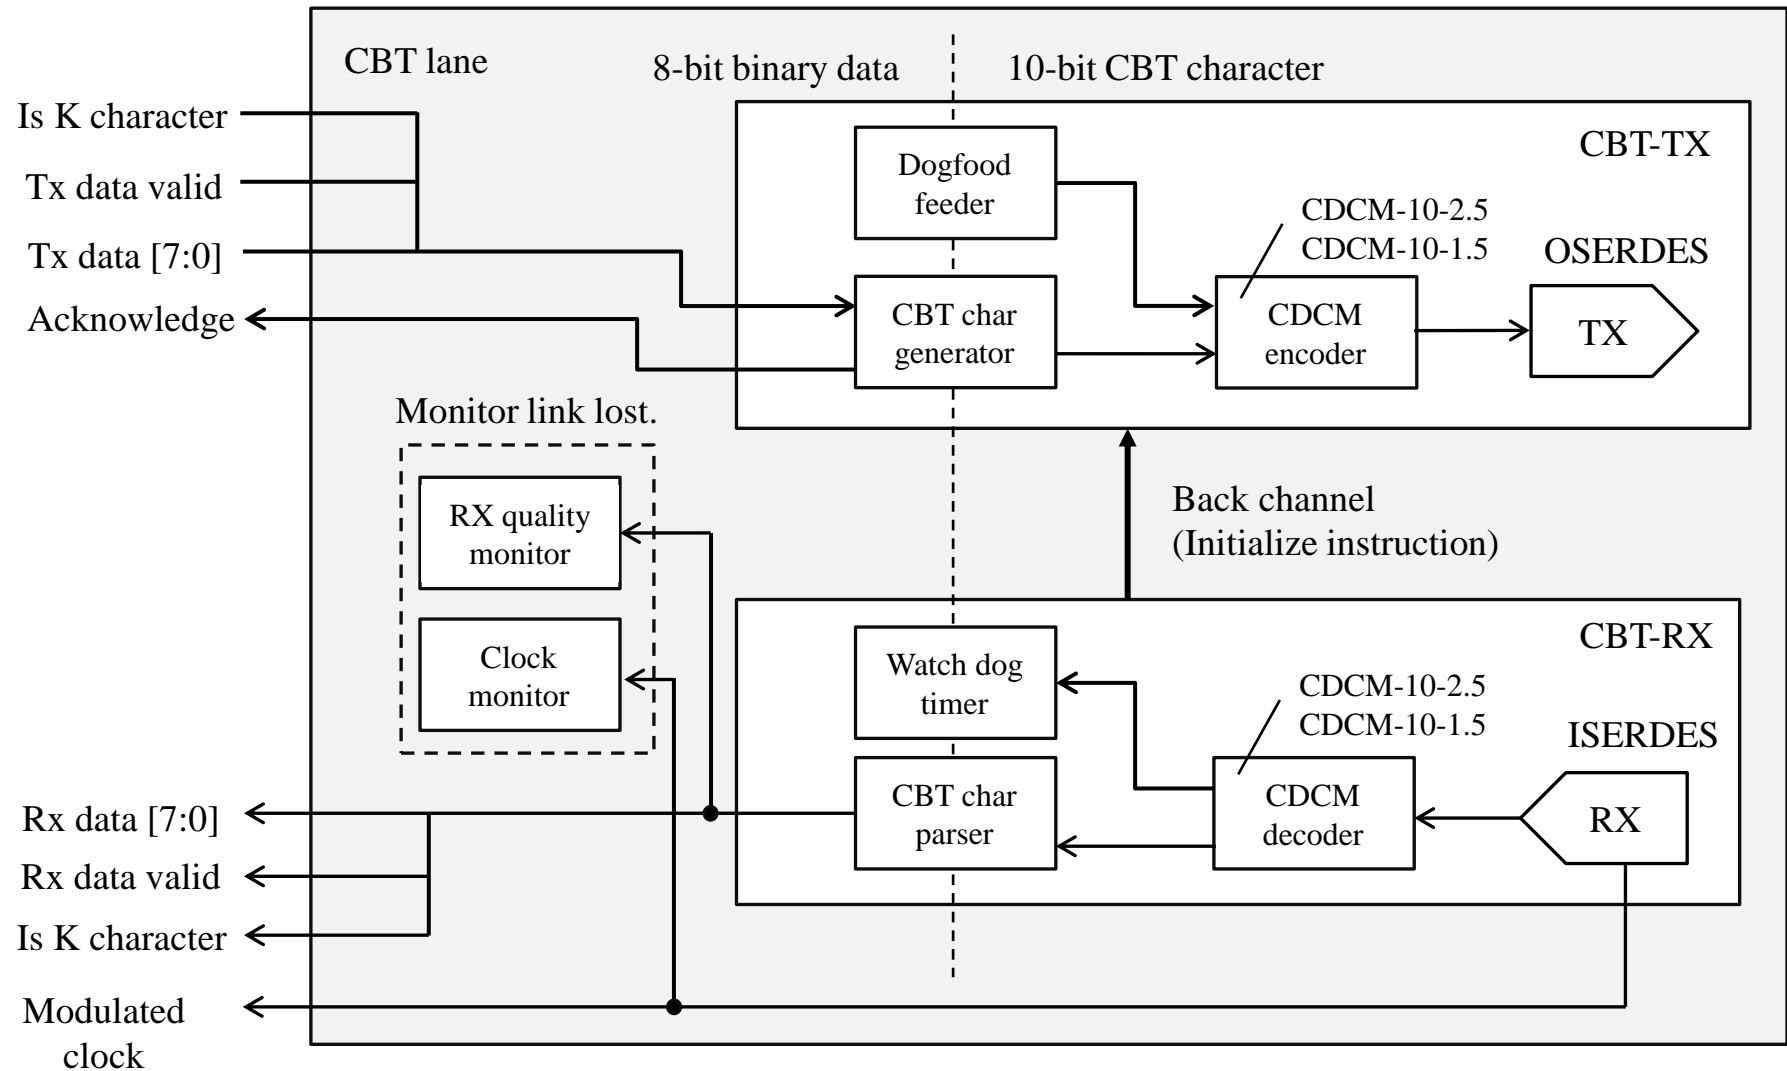 CBT lane
8-bit binary data
10-bit CBT character
Is K character
Tx data valid
Tx data [7:0]
Acknowledge
CBT-TX
Dogfood
feeder
CBT char
generator
CDCM-10-2.5
CDCM-10-1.5
CDCM
encoder
OSERDES
TX
Monitor link lost.
RX quality
monitor
Clock
monitor
Back channel
(Initialize instruction)
CBT-RX
Watch dog
timer
CBT char
parser
CDCM-10-2.5
CDCM-10-1.5
CDCM
decoder
ISERDES
RX
Rx data [7:0]
Rx data valid
Is K character
Modulated
clock